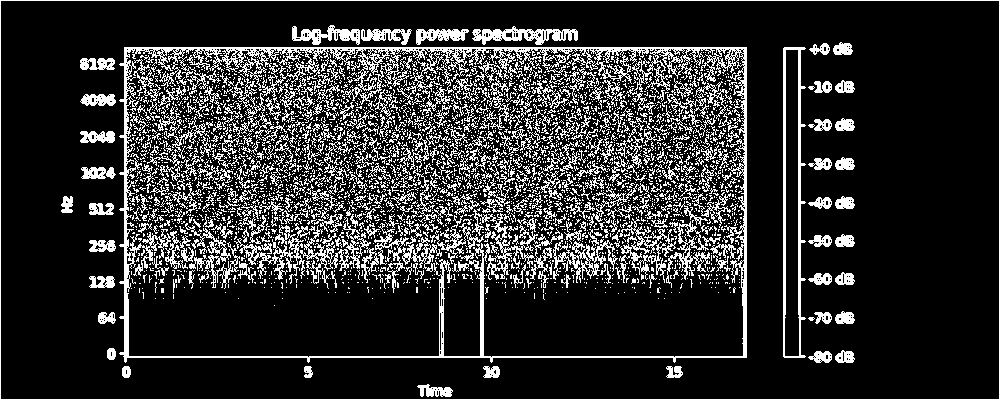 Log-frequency power spectrogram
8192
4096
2048
1024
512
256
128
64
0
Hz
0 5 10 15
Time
+0 dB
-10 dB
-20 dB
-30 dB
-40 dB
-50 dB
-60 dB
-70 dB
-80 dB